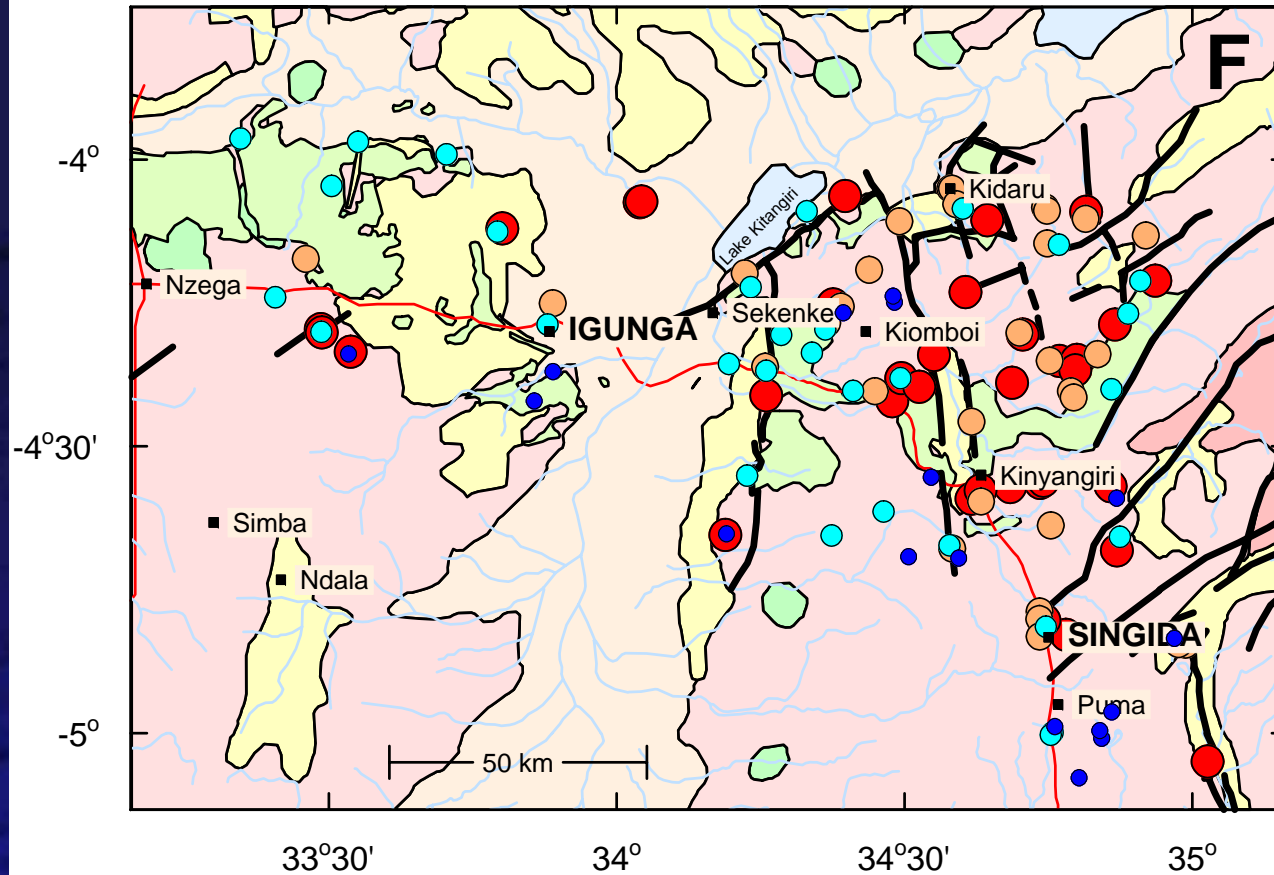 F
-4°
Kidaru
Lake Kitangiri
Nzega
Sekenke
IGUNGA
Kiomboi
-4°30'
Kinyangiri
Simba
Ndala
SINGIDA
Puma
-5°
50 km
33°30'
34°
34°30'
35°